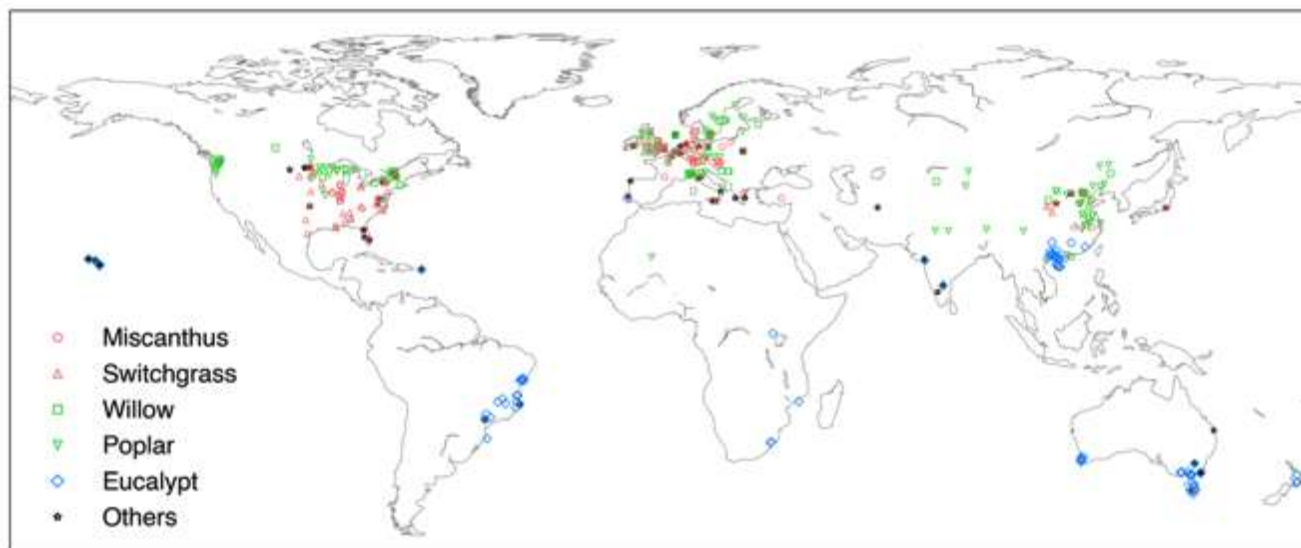 Miscanthus
Switchgrass
Willow
Poplar
Eucalypt
Others